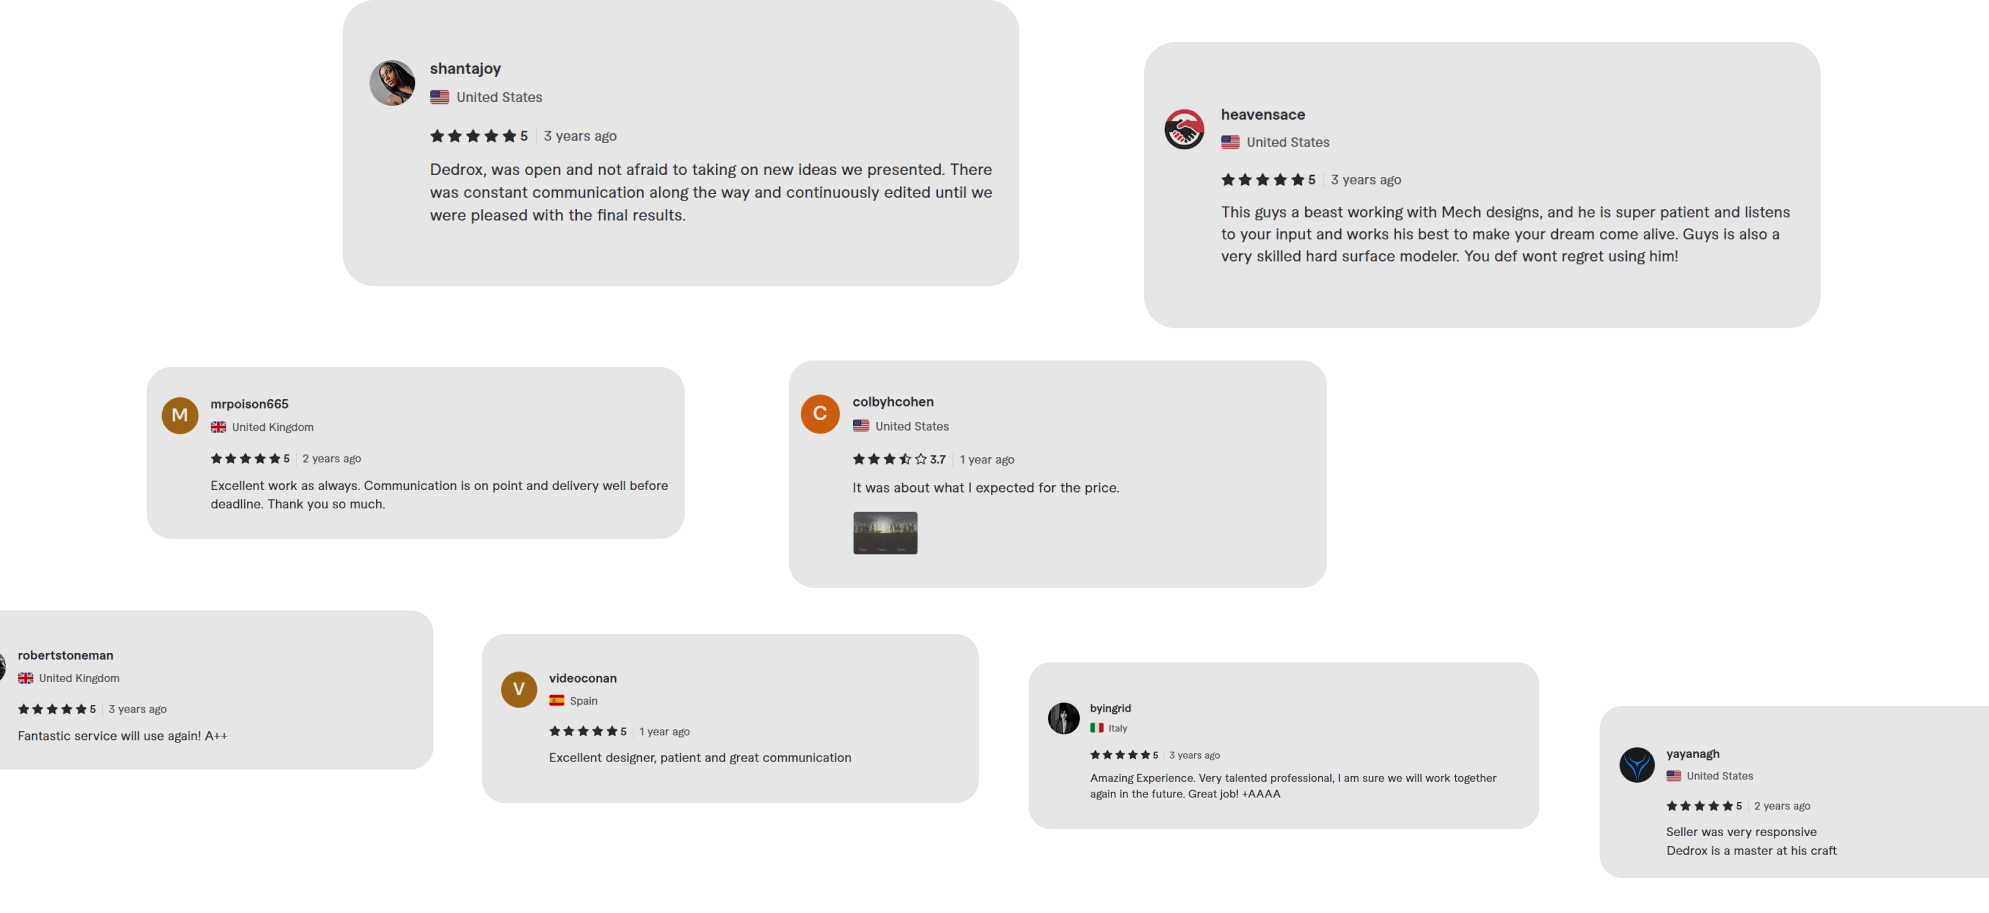 shantajoy
United States
5 3 years ago
Dedrox, was open and not afraid to taking on new ideas we presented. There
was constant communication along the way and continuously edited until we
were pleased with the final results.
heavensace
United States
5 3 years ago
This guys a beast working with Mech designs, and he is super patient and listens
to your input and works his best to make your dream come alive. Guys is also a
very skilled hard surface modeler. You def wont regret using him!
M
mrpoison665
United Kingdom
5 2 years ago
Excellent work as always. Communication is on point and delivery well before
deadline. Thank you so much.
C
colbyhcohen
United States
3.7 1 year ago
It was about what I expected for the price.
robertstoneman
United Kingdom
5 3 years ago
Fantastic service will use again! A++
V
videoconan
Spain
5 1 year ago
Excellent designer, patient and great communication
byingrid
Italy
5 3 years ago
Amazing Experience. Very talented professional, I am sure we will work together
again in the future. Great job! +AAAA
yayanagh
United States
5 2 years ago
Seller was very responsive
Dedrox is a master at his craft